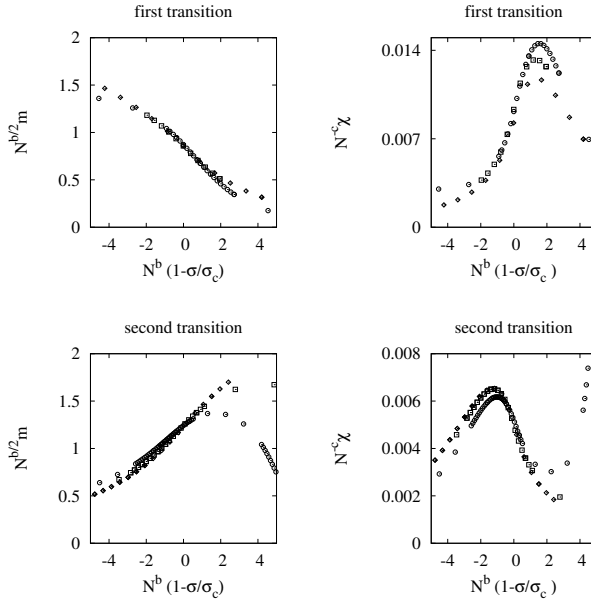 first transition
2
1.5
1
0.5
0
N^{b/2}m
-4 -2 0 2 4
N^b (1-σ/σ_c)
first transition
0.014
0.007
0
N^{-c}χ
-4 -2 0 2 4
N^b (1-σ/σ_c)
second transition
2
1.5
1
0.5
0
N^{b/2}m
-4 -2 0 2 4
N^b (1-σ/σ_c)
second transition
0.008
0.006
0.004
0.002
0
N^{-c}χ
-4 -2 0 2 4
N^b (1-σ/σ_c)